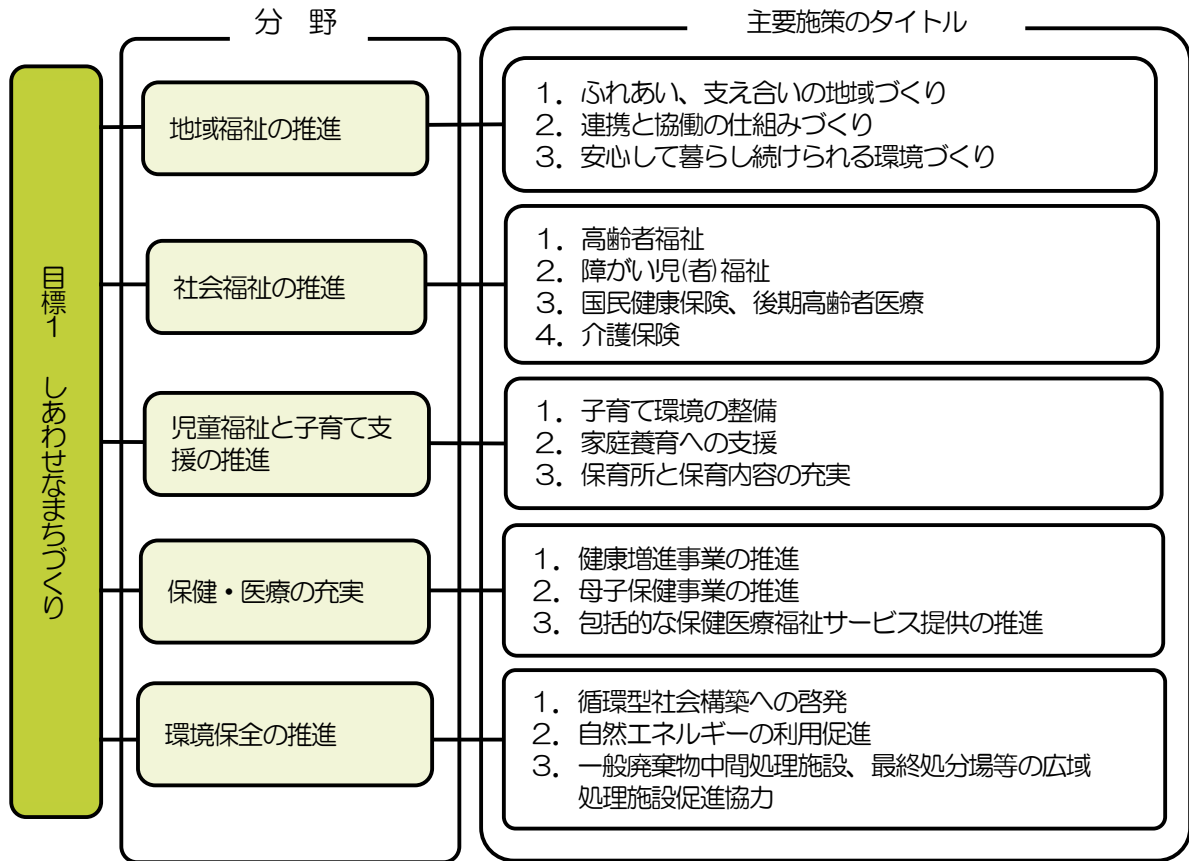 分　野
主要施策のタイトル
目標１　しあわせなまちづくり
地域福祉の推進
１．ふれあい、支え合いの地域づくり
２．連携と協働の仕組みづくり
３．安心して暮らし続けられる環境づくり
社会福祉の推進
１．高齢者福祉
２．障がい児(者)福祉
３．国民健康保険、後期高齢者医療
４．介護保険
児童福祉と子育て支
援の推進
１．子育て環境の整備
２．家庭養育への支援
３．保育所と保育内容の充実
保健・医療の充実
１．健康増進事業の推進
２．母子保健事業の推進
３．包括的な保健医療福祉サービス提供の推進
環境保全の推進
１．循環型社会構築への啓発
２．自然エネルギーの利用促進
３．一般廃棄物中間処理施設、最終処分場等の広域
処理施設促進協力